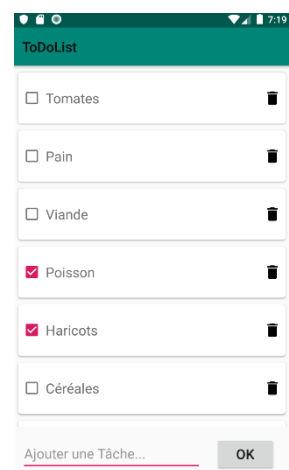 7:19
ToDoList
Tomates
Pain
Viande
Poisson
Haricots
Céréales
Ajouter une Tâche... OK